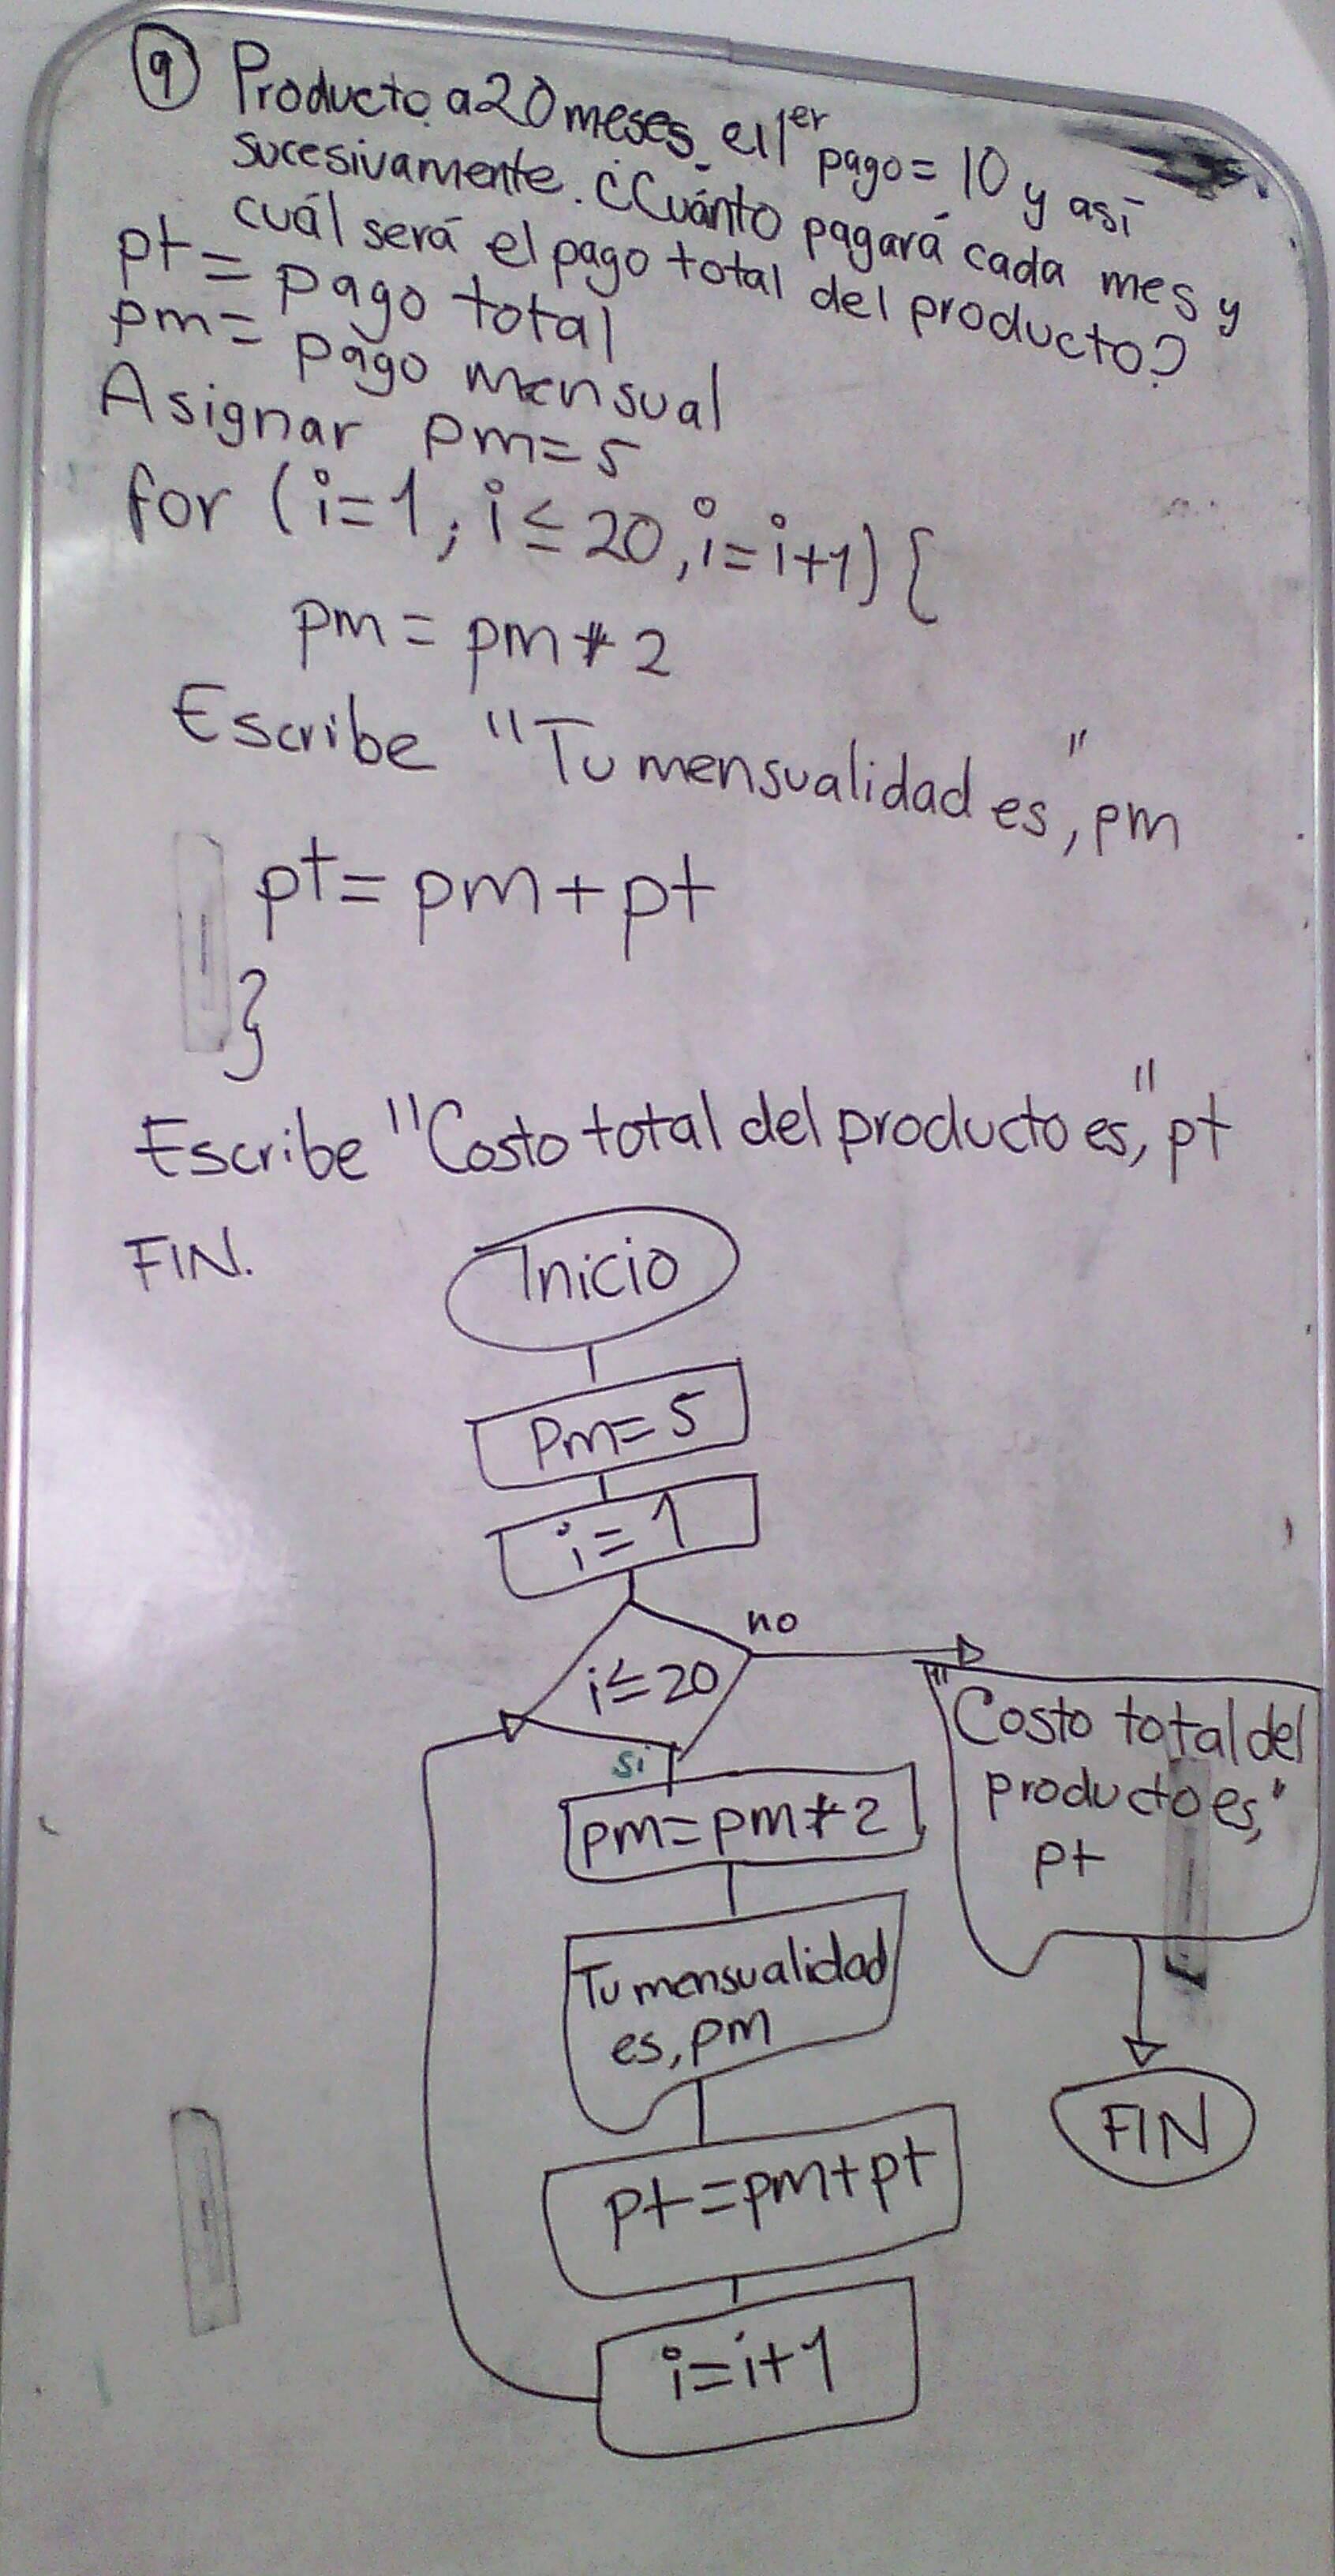 9 Producto a 20 meses el 1er pago = 10 y así
sucesivamente. ¿Cuánto pagará cada mes y
cuál será el pago total del producto?
pt = pago total
pm = pago mensual
Asignar pm = 5
for (i=1; i ≤ 20, i=i+1) {
pm = pm * 2
Escribe "Tu mensualidad es," pm
pt = pm + pt
}
Escribe "Costo total del producto es," pt
FIN.
Inicio
Pm = 5
i = 1
i ≤ 20
no
si
pm = pm * 2
Tu mensualidad
es, pm
pt = pm + pt
i = i + 1
"Costo total del
producto es,"
pt
FIN